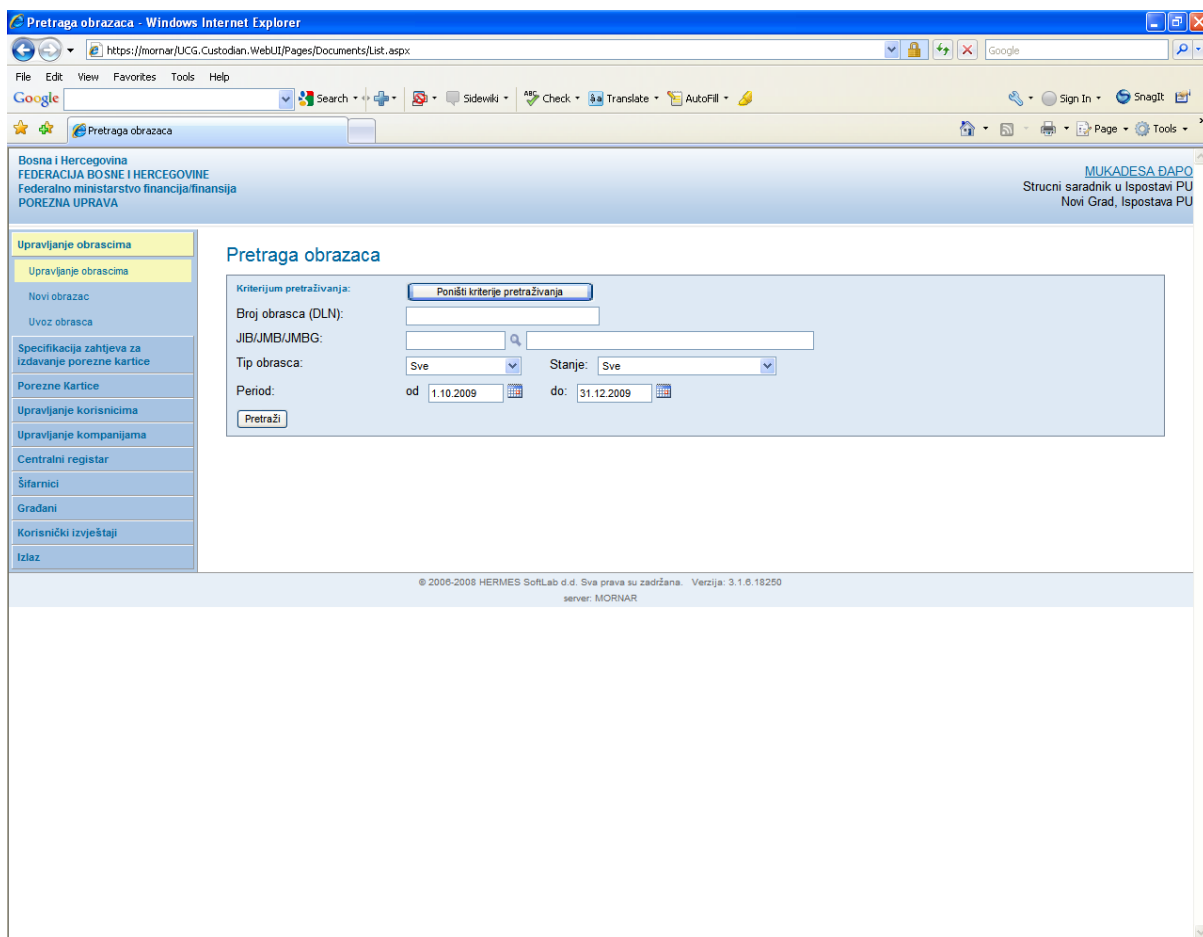 Pretraga obrazaca - Windows Internet Explorer
https://mornar/UCG.Custodian.WebUI/Pages/Documents/List.aspx
Google
File Edit View Favorites Tools Help
Google Search Sidewiki Check Translate AutoFill Sign In SnagIt
Pretraga obrazaca Page Tools
Bosna i Hercegovina
FEDERACIJA BOSNE I HERCEGOVINE
Federalno ministarstvo financija/finansija
POREZNA UPRAVA
MUKADESA ĐAPO
Strucni saradnik u Ispostavi PU
Novi Grad, Ispostava PU
Upravljanje obrascima
Upravljanje obrascima
Novi obrazac
Uvoz obrasca
Specifikacija zahtjeva za
izdavanje porezne kartice
Porezne Kartice
Upravljanje korisnicima
Upravljanje kompanijama
Centralni registar
Šifarnici
Građani
Korisnički izvještaji
Izlaz
Pretraga obrazaca
Kriterijum pretraživanja: Poništi kriterije pretraživanja
Broj obrasca (DLN):
JIB/JMB/JMBG:
Tip obrasca: Sve Stanje: Sve
Period: od 1.10.2009 do: 31.12.2009
Pretraži
© 2006-2008 HERMES SoftLab d.d. Sva prava su zadržana. Verzija: 3.1.6.18250
server: MORNAR